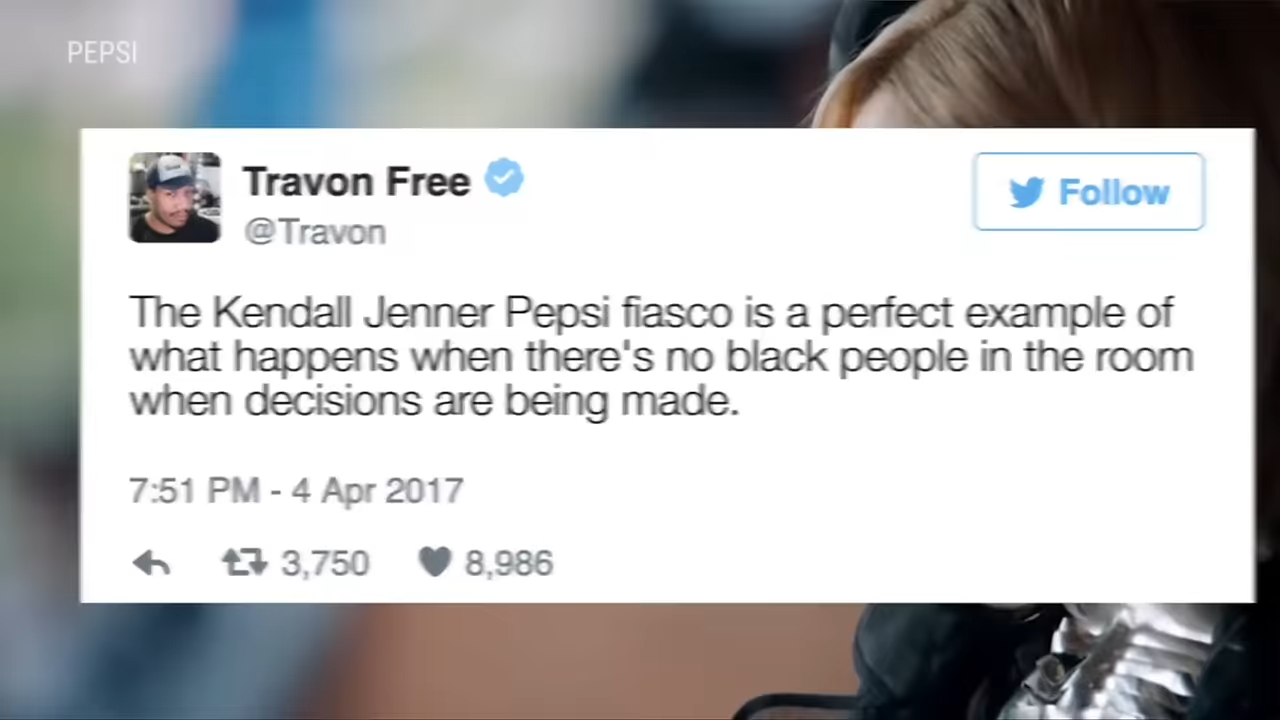 PEPSI
Travon Free
@Travon
Follow
The Kendall Jenner Pepsi fiasco is a perfect example of
what happens when there's no black people in the room
when decisions are being made.
7:51 PM - 4 Apr 2017
3,750 8,986